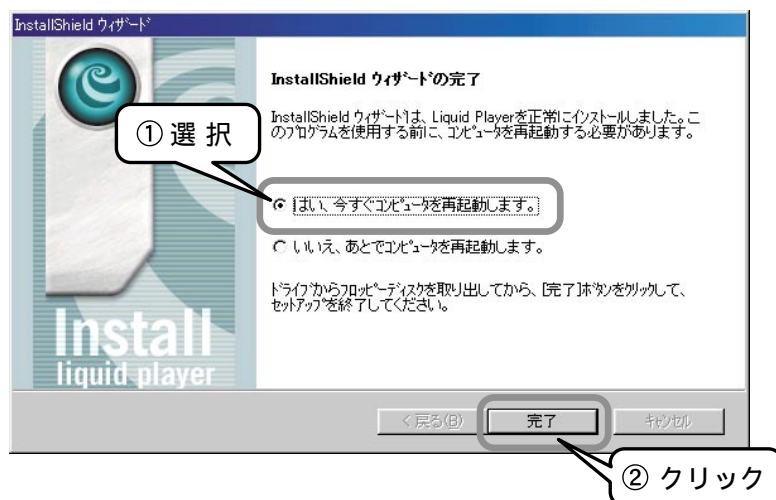 InstallShield ウィザード
InstallShield ウィザードの完了
InstallShield ウィザードは、Liquid Playerを正常にインストールしました。こ
のプログラムを使用する前に、コンピュータを再起動する必要があります。
① 選 択
はい、今すぐコンピュータを再起動します。
いいえ、あとでコンピュータを再起動します。
ドライブからフロッピーディスクを取り出してから、[完了]ボタンをクリックして、
セットアップを終了してください。
Install
liquid player
< 戻る(B)
完了
キャンセル
② クリック